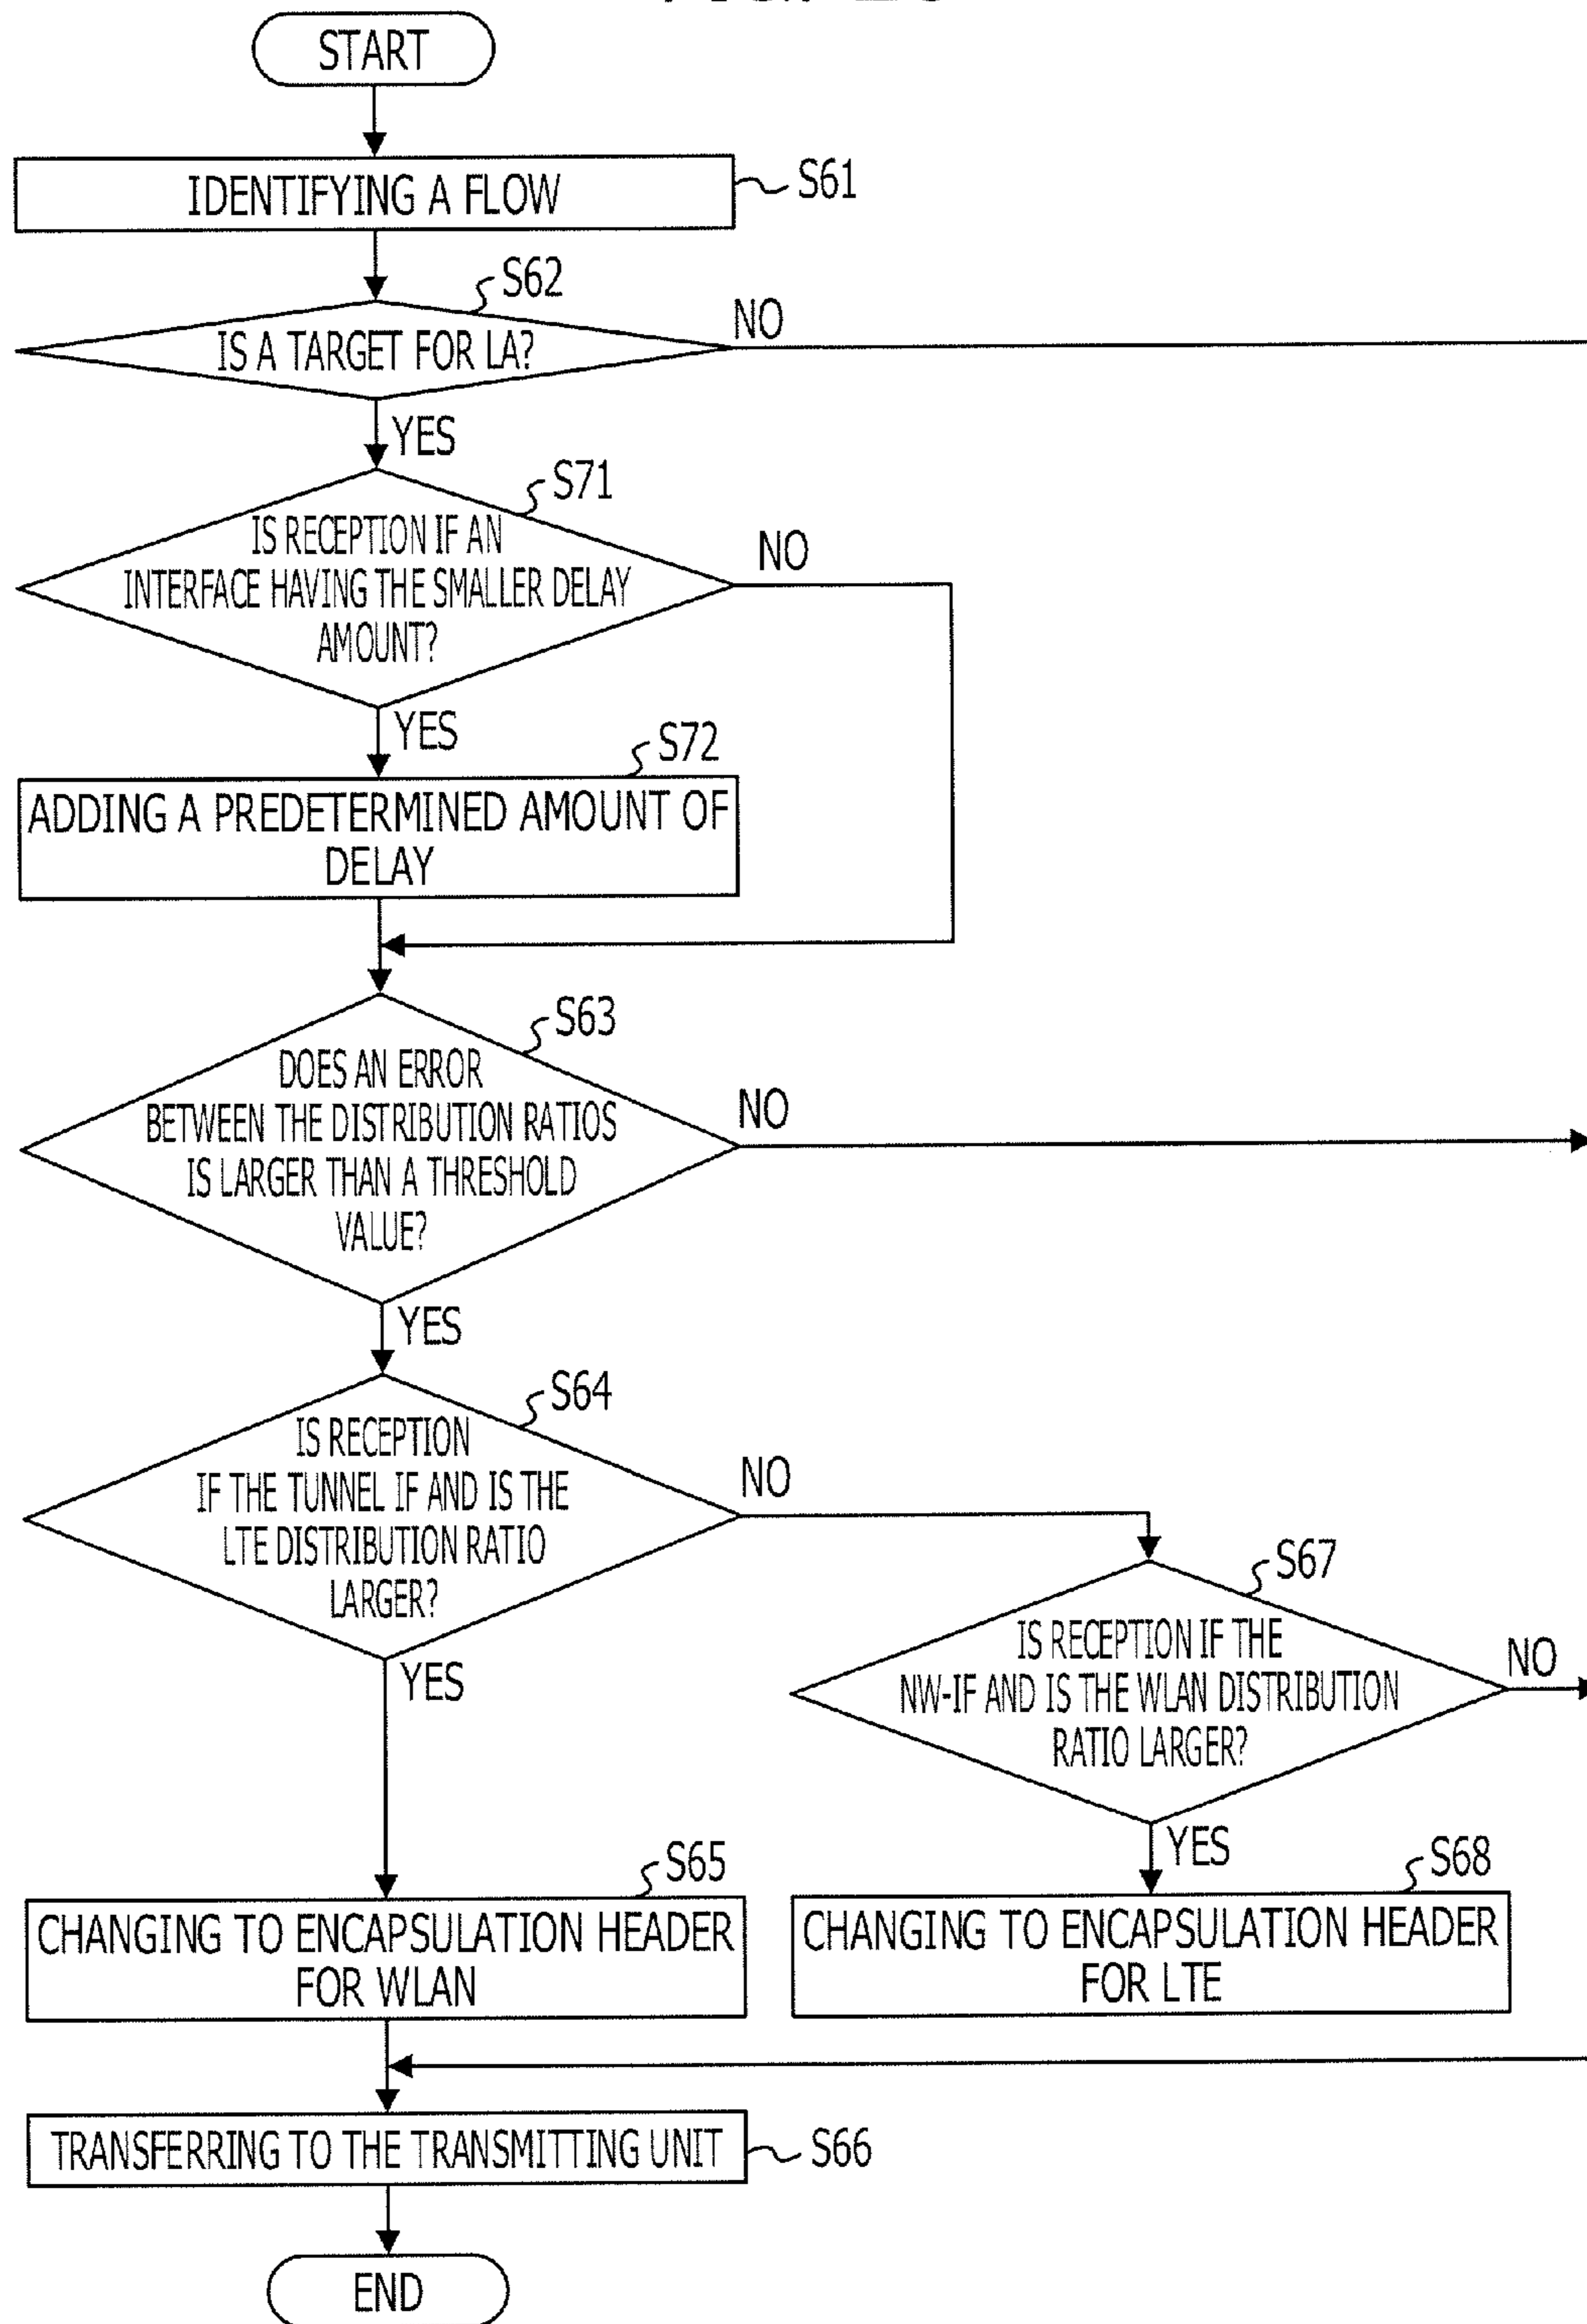 START
IDENTIFYING A FLOW
S61
S62
IS A TARGET FOR LA?
NO
YES
S71
IS RECEPTION IF AN
INTERFACE HAVING THE SMALLER DELAY
AMOUNT?
NO
YES
S72
ADDING A PREDETERMINED AMOUNT OF
DELAY
S63
DOES AN ERROR
BETWEEN THE DISTRIBUTION RATIOS
IS LARGER THAN A THRESHOLD
VALUE?
NO
YES
S64
IS RECEPTION
IF THE TUNNEL IF AND IS THE
LTE DISTRIBUTION RATIO
LARGER?
NO
YES
S67
IS RECEPTION IF THE
NW-IF AND IS THE WLAN DISTRIBUTION
RATIO LARGER?
NO
YES
S65
CHANGING TO ENCAPSULATION HEADER
FOR WLAN
S68
CHANGING TO ENCAPSULATION HEADER
FOR LTE
TRANSFERRING TO THE TRANSMITTING UNIT
S66
END